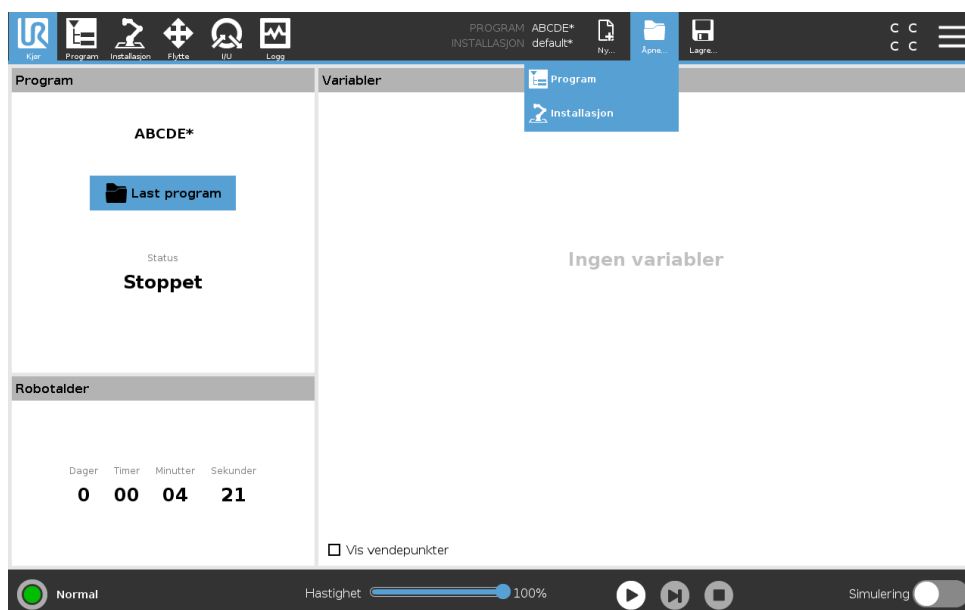 UR
Kjør Program Installasjon Flytte I/U Logg
PROGRAM ABCDE*
INSTALLASJON default*
Ny... Åpne... Lagre...
C C
C C
Program
Variabler
Program
Installasjon
ABCDE*
Last program
Status
Stoppet
Ingen variabler
Robotalder
Dager Timer Minutter Sekunder
0 00 04 21
Vis vendepunkter
Normal
Hastighet 100%
Simulering